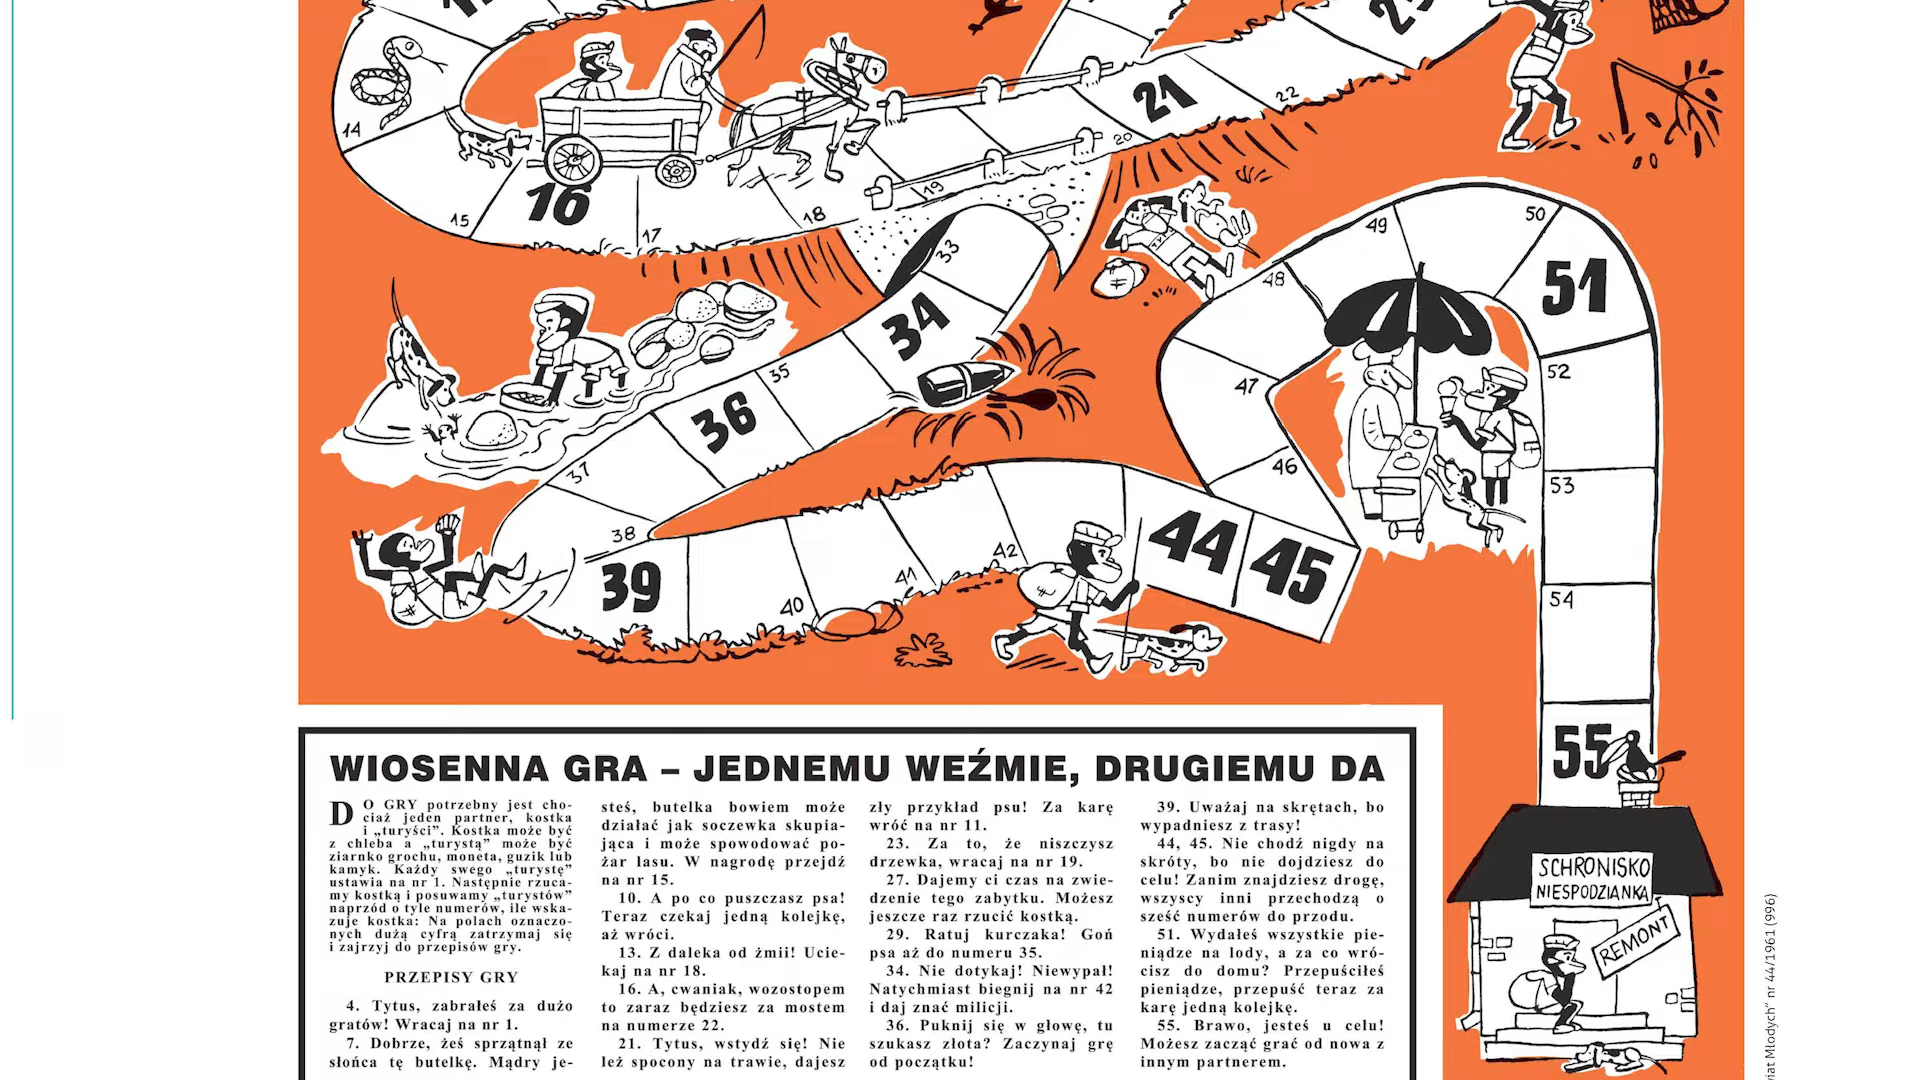 14
15
16
17
18
19
20
21
22
33
34
35
36
37
38
39
40
41
42
44
45
46
47
48
49
50
51
52
53
54
55
SCHRONISKO
NIESPODZIANKA
REMONT
WIOSENNA GRA – JEDNEMU WEŹMIE, DRUGIEMU DA
DO GRY potrzebny jest cho-
ciaż jeden partner, kostka
i „turyści”. Kostka może być
z chleba a „turystą” może być
ziarnko grochu, moneta, guzik lub
kamyk. Każdy swego „turystę”
ustawia na nr 1. Następnie rzuca-
my kostką i posuwamy „turystów”
naprzód o tyle numerów, ile wska-
zuje kostka: Na polach oznaczo-
nych dużą cyfrą zatrzymaj się
i zajrzyj do przepisów gry.
PRZEPISY GRY
4. Tytus, zabrałeś za dużo
gratów! Wracaj na nr 1.
7. Dobrze, żeś sprzątnął ze
słońca tę butelkę. Mądry je-
steś, butelka bowiem może
działać jak soczewka skupia-
jąca i może spowodować po-
żar lasu. W nagrodę przejdź
na nr 15.
10. A po co puszczasz psa!
Teraz czekaj jedną kolejkę,
aż wróci.
13. Z daleka od żmii! Ucie-
kaj na nr 18.
16. A, cwaniak, wozostopem
to zaraz będziesz za mostem
na numerze 22.
21. Tytus, wstydź się! Nie
leż spocony na trawie, dajesz
zły przykład psu! Za karę
wróć na nr 11.
23. Za to, że niszczysz
drzewka, wracaj na nr 19.
27. Dajemy ci czas na zwie-
dzenie tego zabytku. Możesz
jeszcze raz rzucić kostką.
29. Ratuj kurczaka! Goń
psa aż do numeru 35.
34. Nie dotykaj! Niewypał!
Natychmiast biegnij na nr 42
i daj znać milicji.
36. Puknij się w głowę, tu
szukasz złota? Zaczynaj grę
od początku!
39. Uważaj na skrętach, bo
wypadniesz z trasy!
44, 45. Nie chodź nigdy na
skróty, bo nie dojdziesz do
celu! Zanim znajdziesz drogę,
wszyscy inni przechodzą o
sześć numerów do przodu.
51. Wydałeś wszystkie pie-
niądze na lody, a za co wró-
cisz do domu? Przepuściłeś
pieniądze, przepuść teraz za
karę jedną kolejkę.
55. Brawo, jesteś u celu!
Możesz zacząć grać od nowa z
innym partnerem.
iat Młodych” nr 44/1961 (996)